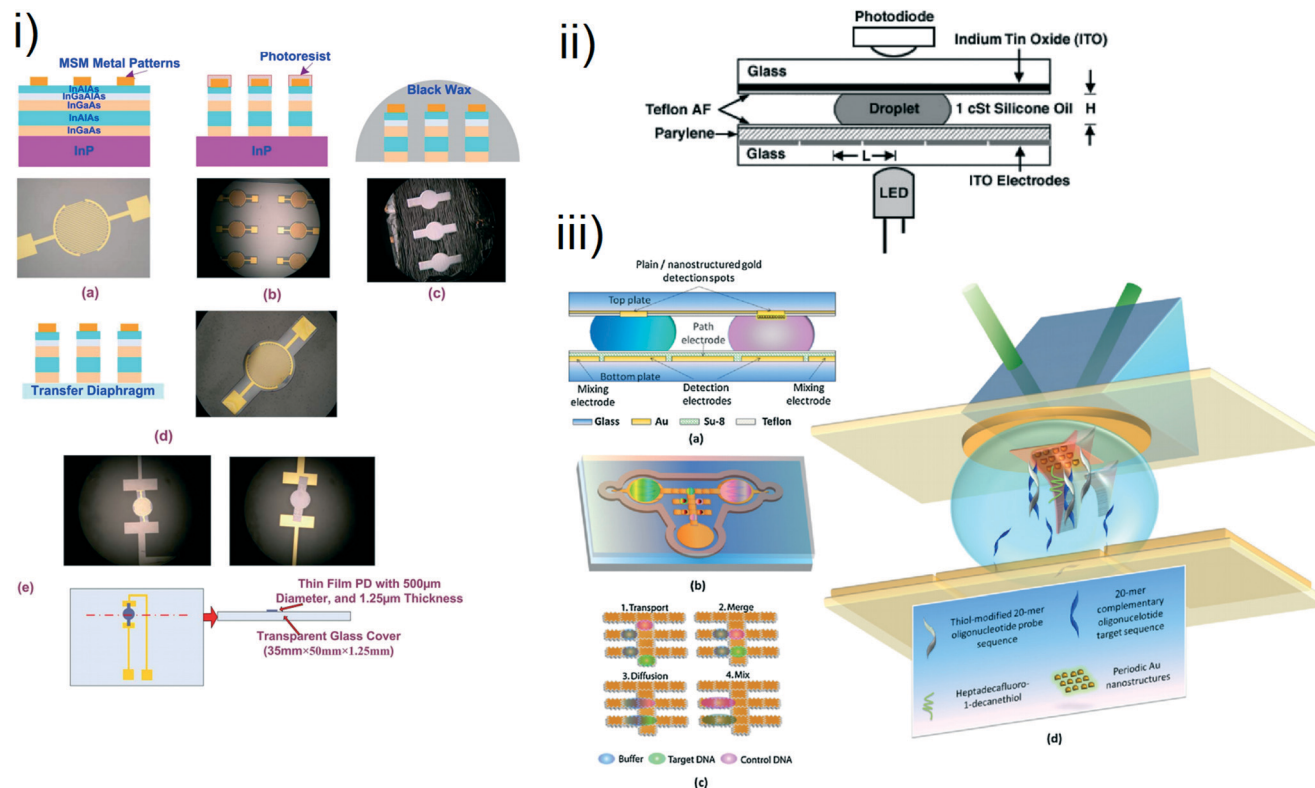 i)
MSM Metal Patterns
InAlAs
InGaAlAs
InGaAs
InAlAs
InGaAs
InP
(a)
Photoresist
InP
(b)
Black Wax
(c)
Transfer Diaphragm
(d)
(e)
Thin Film PD with 500μm
Diameter, and 1.25μm Thickness
Transparent Glass Cover
(35mm×50mm×1.25mm)
ii)
Photodiode
Indium Tin Oxide (ITO)
Glass
Teflon AF
Droplet
1 cSt Silicone Oil
H
Parylene
Glass
L
ITO Electrodes
LED
iii)
Plain / nanostructured gold
detection spots
Top plate
Path
electrode
Bottom plate
Mixing
electrode
Detection
electrodes
Mixing
electrode
Glass
Au
Su-8
Teflon
(a)
(b)
1.Transport
2. Merge
3.Diffusion
4. Mix
Buffer
Target DNA
Control DNA
(c)
Thiol-modified 20-mer
oligonucleotide probe
sequence
20-mer
complementary
oligonucelotide
target sequence
Heptadecafluoro-
1-decanethiol
Periodic Au
nanostructures
(d)